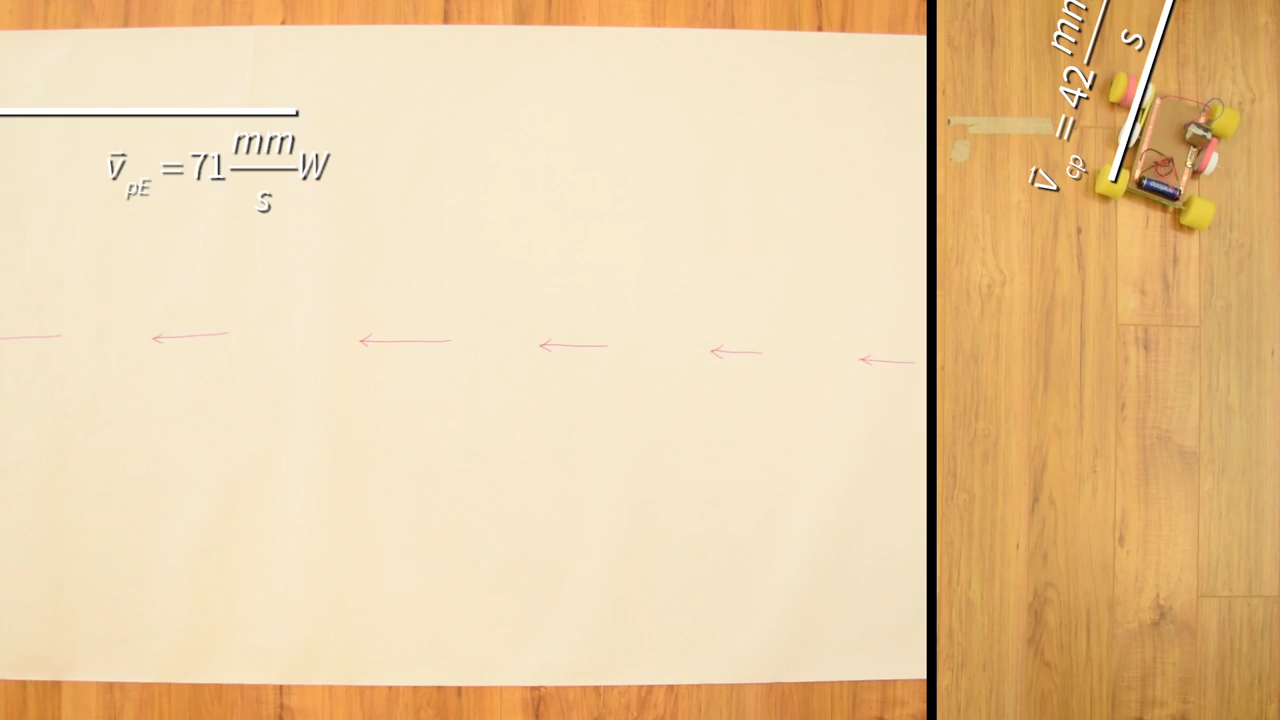 v⃗ pE = 71 mm/s W
v⃗ cp = 42 mm/s